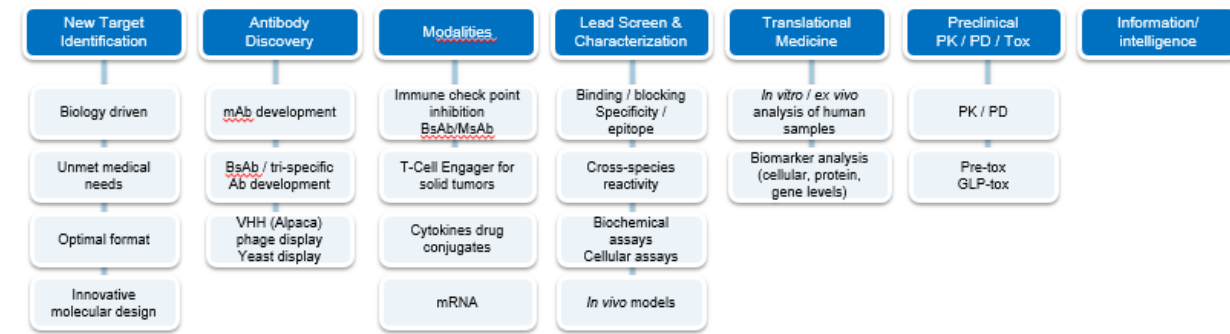 New Target
Identification
Antibody
Discovery
Modalities
Lead Screen &
Characterization
Translational
Medicine
Preclinical
PK / PD / Tox
Information/
intelligence
Biology driven
Unmet medical
needs
Optimal format
Innovative
molecular design
mAb development
BsAb / tri-specific
Ab development
VHH (Alpaca)
phage display
Yeast display
Immune check point
inhibition
BsAb/MsAb
T-Cell Engager for
solid tumors
Cytokines drug
conjugates
mRNA
Binding / blocking
Specificity /
epitope
Cross-species
reactivity
Biochemical
assays
Cellular assays
In vivo models
In vitro / ex vivo
analysis of human
samples
Biomarker analysis
(cellular, protein,
gene levels)
PK / PD
Pre-tox
GLP-tox